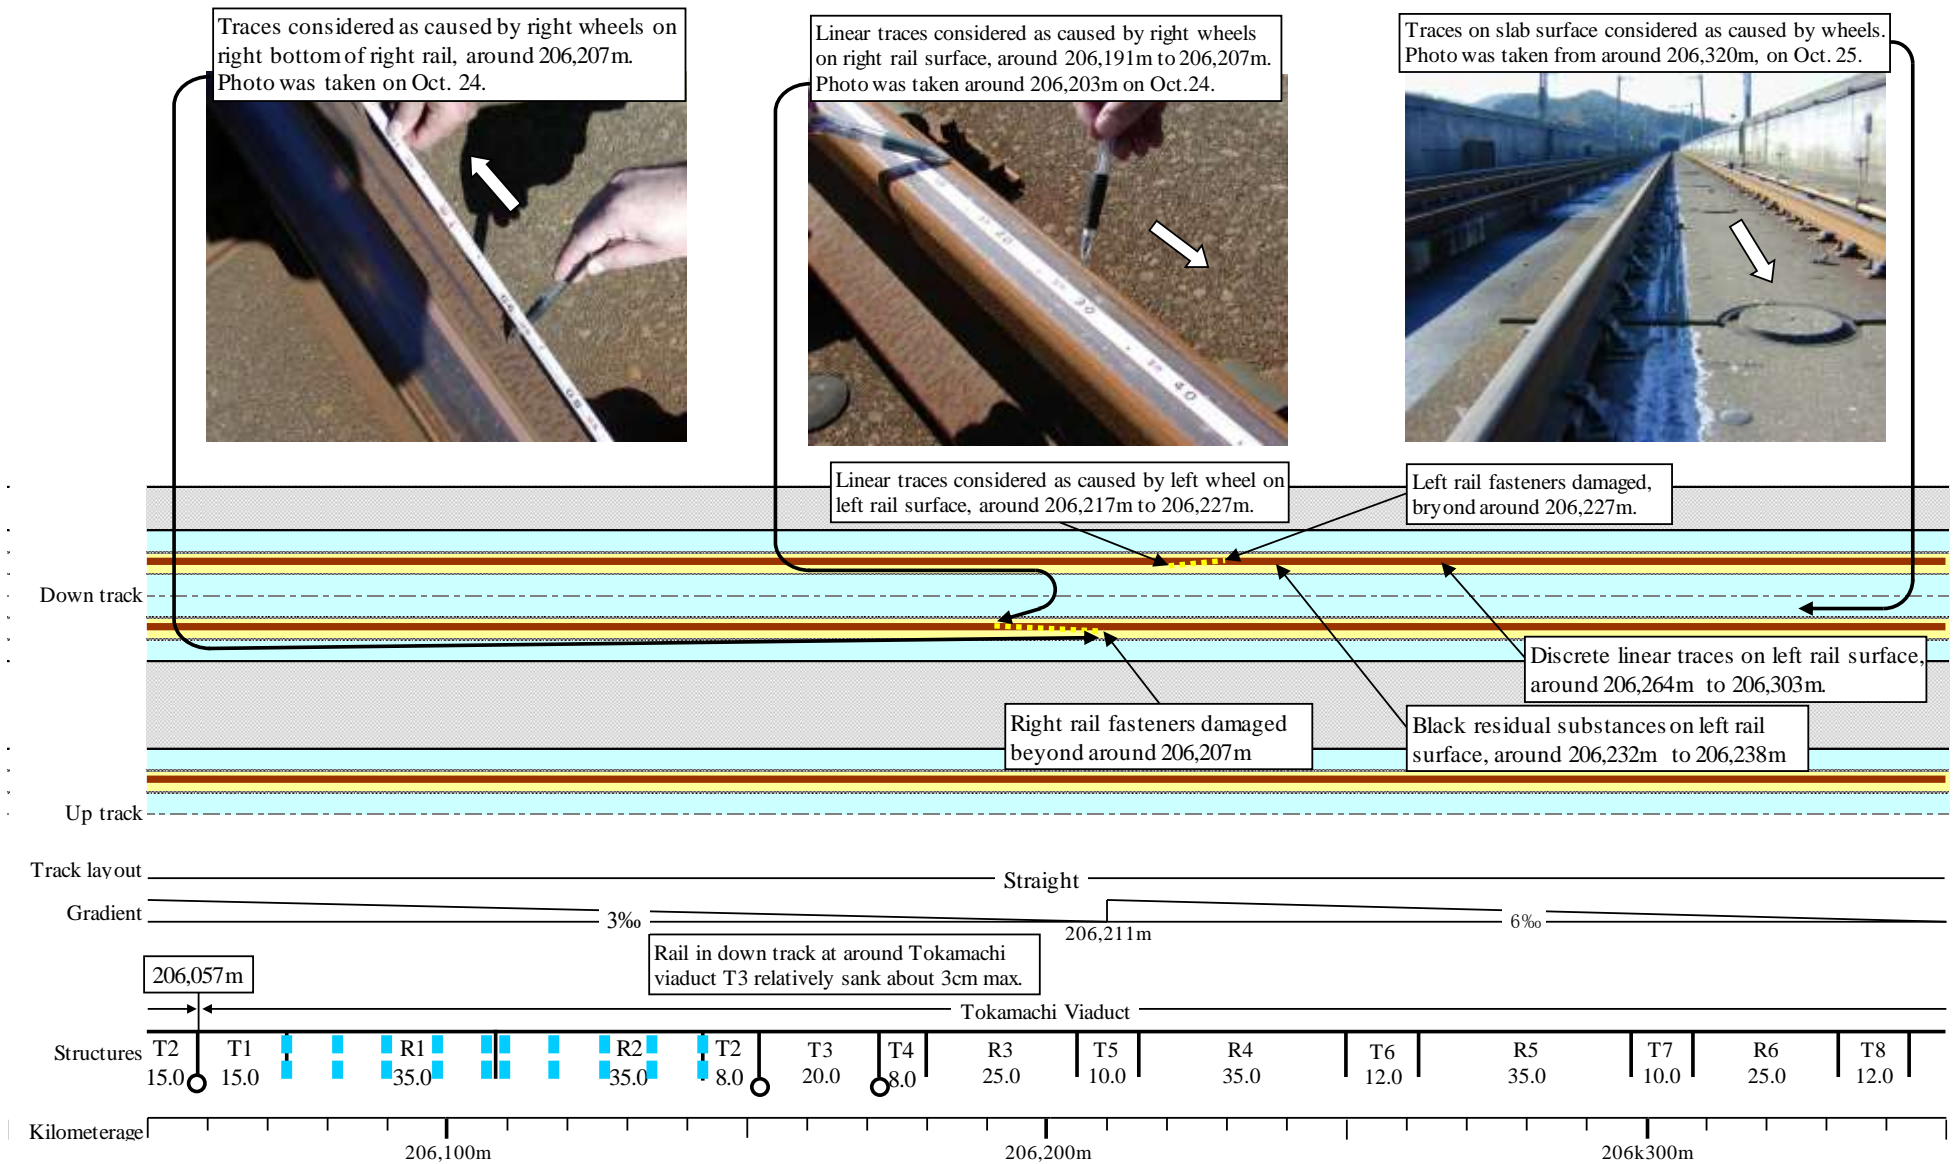 Traces considered as caused by right wheels on
right bottom of right rail, around 206,207m.
Photo was taken on Oct. 24.
Linear traces considered as caused by right wheels
on right rail surface, around 206,191m to 206,207m.
Photo was taken around 206,203m on Oct.24.
Traces on slab surface considered as caused by wheels.
Photo was taken from around 206,320m, on Oct. 25.
20
30
40
Linear traces considered as caused by left wheel on
left rail surface, around 206,217m to 206,227m.
Left rail fasteners damaged,
bryond around 206,227m.
Down track
Discrete linear traces on left rail surface,
around 206,264m to 206,303m.
Right rail fasteners damaged
beyond around 206,207m
Black residual substances on left rail
surface, around 206,232m to 206,238m
Up track
Track layout
Straight
Gradient
3‰
6‰
206,211m
Rail in down track at around Tokamachi
viaduct T3 relatively sank about 3cm max.
206,057m
Tokamachi Viaduct
Structures
T2 T1 R1 R2 T2 T3 T4 R3 T5 R4 T6 R5 T7 R6 T8
15.0 15.0 35.0 35.0 8.0 20.0 8.0 25.0 10.0 35.0 12.0 35.0 10.0 25.0 12.0
Kilometerage
206,100m 206,200m 206k300m